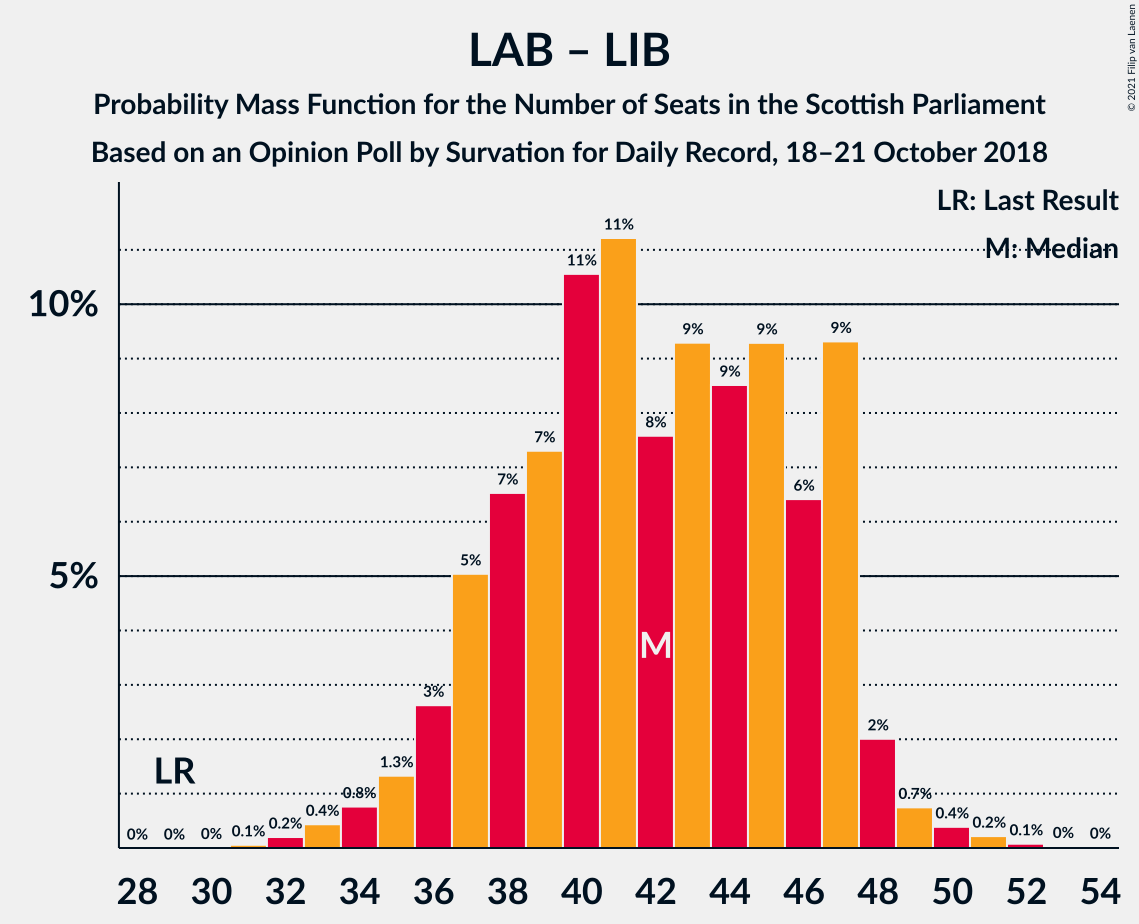 LAB – LIB
Probability Mass Function for the Number of Seats in the Scottish Parliament
Based on an Opinion Poll by Survation for Daily Record, 18–21 October 2018
© 2021 Filip van Laenen
LR: Last Result
M: Median
10%
5%
0% 0% 0% 0.1% 0.2% 0.4% 0.8% 1.3% 3% 5% 7% 7% 11% 11% 8% 9% 9% 9% 6% 9% 2% 0.7% 0.4% 0.2% 0.1% 0% 0%
M
LR
28 30 32 34 36 38 40 42 44 46 48 50 52 54